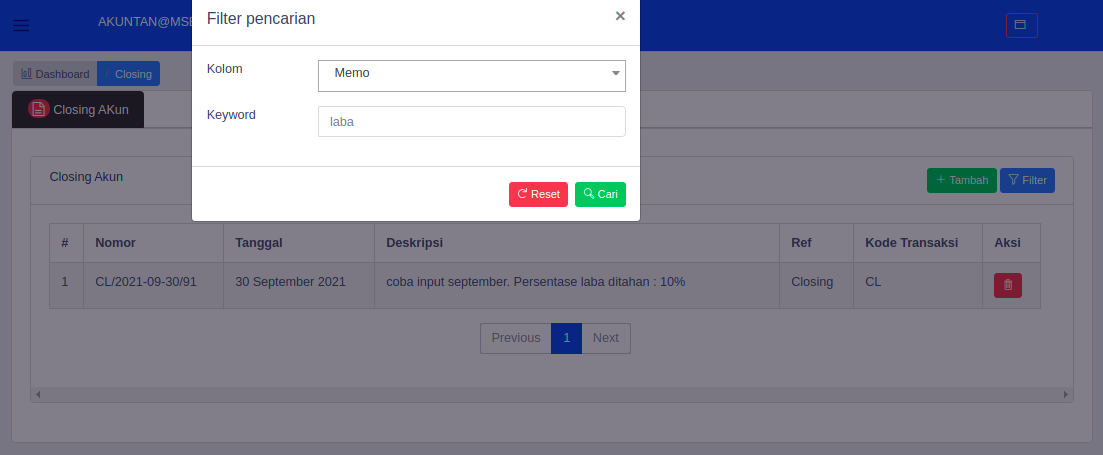 AKUNTAN@MSE
Filter pencarian
×
Dashboard / Closing
Kolom
Memo
Closing AKun
Keyword
laba
Closing Akun
Tambah
Filter
Reset
Cari
# Nomor Tanggal Deskripsi Ref Kode Transaksi Aksi
1 CL/2021-09-30/91 30 September 2021 coba input september. Persentase laba ditahan : 10% Closing CL
Previous 1 Next